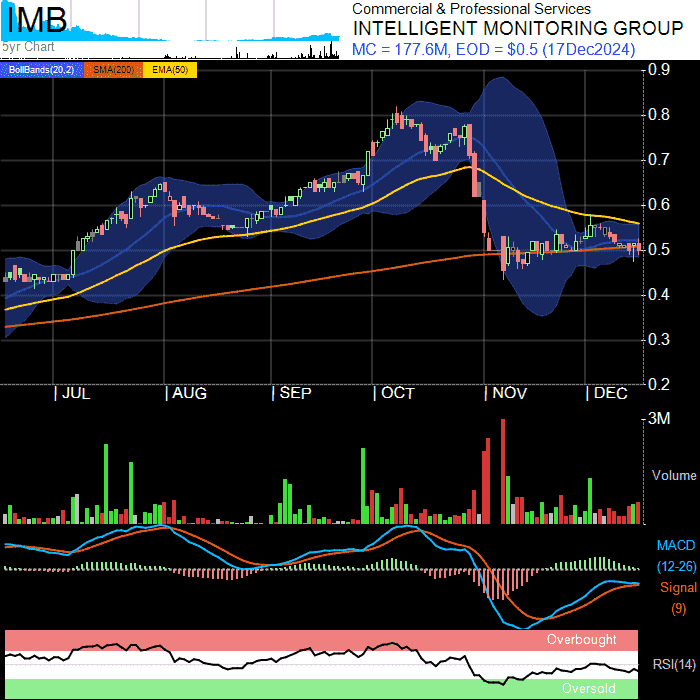 IMB
5yr Chart
Commercial & Professional Services
INTELLIGENT MONITORING GROUP
MC = 177.6M, EOD = $0.5 (17Dec2024)
BollBands(20,2) SMA(200) EMA(50)
0.9
0.8
0.7
0.6
0.5
0.4
0.3
0.2
| JUL | AUG | SEP | OCT | NOV | DEC
3M
Volume
MACD
(12-26)
Signal
(9)
Overbought
RSI(14)
Oversold